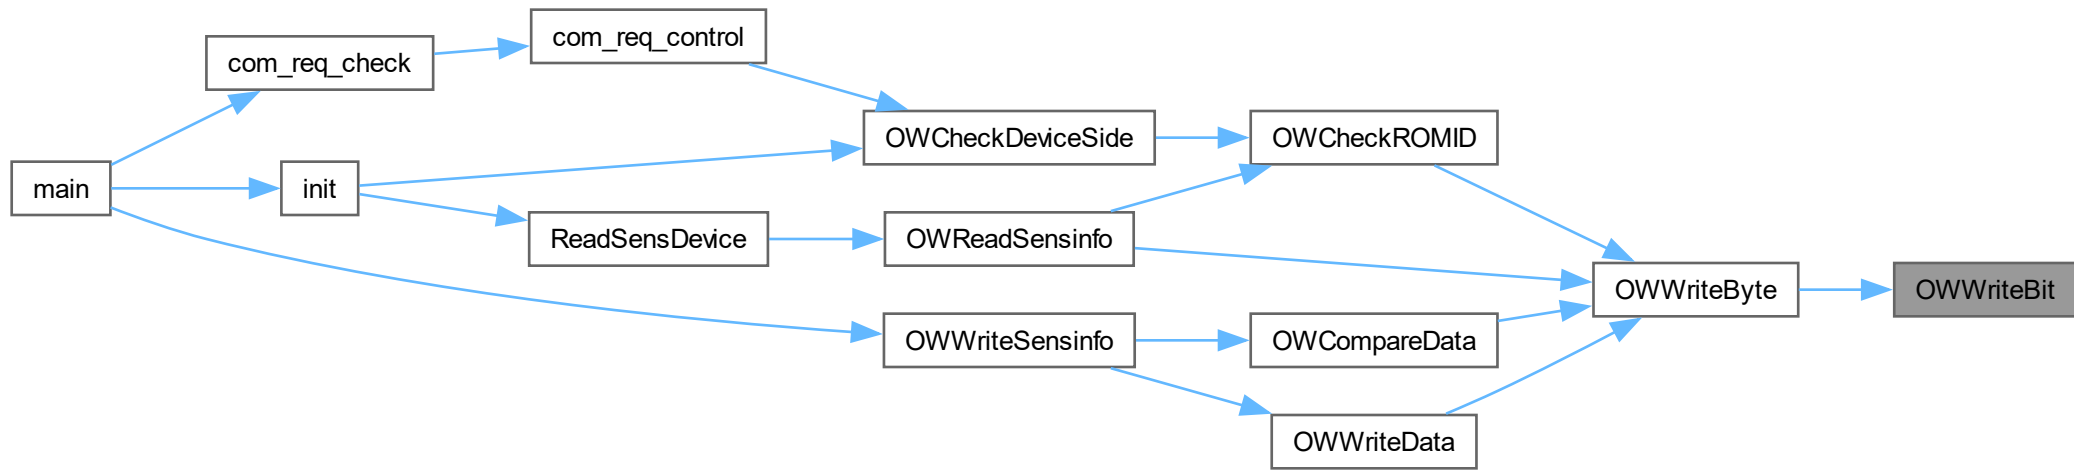 com_req_control
com_req_check
OWCheckDeviceSide
OWCheckROMID
main
init
ReadSensDevice
OWReadSensinfo
OWWriteByte
OWWriteBit
OWWriteSensinfo
OWCompareData
OWWriteData